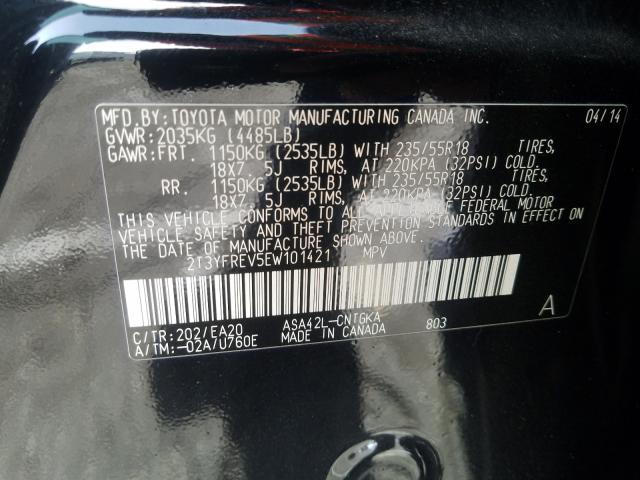 MFD.BY:TOYOTA MOTOR MANUFACTURING CANADA INC. 04/14
GVWR:2035KG (4485LB)
GAWR:FRT. 1150KG (2535LB) WITH 235/55R18 TIRES,
18X7. 5J RIMS, AT 220KPA (32PSI) COLD.
RR. 1150KG (2535LB) WITH 235/55R18 TIRES,
18X7. 5J RIMS, AT 220KPA (32PSI) COLD.
THIS VEHICLE CONFORMS TO ALL FEDERAL MOTOR
VEHICLE SAFETY AND THEFT PREVENTION STANDARDS IN EFFECT ON
THE DATE OF MANUFACTURE SHOWN ABOVE.
2T3YFREV5EW101421 MPV
A
C/TR:202/EA20 ASA42L-CNTGKA 803
A/TM:-02A/U760E MADE IN CANADA